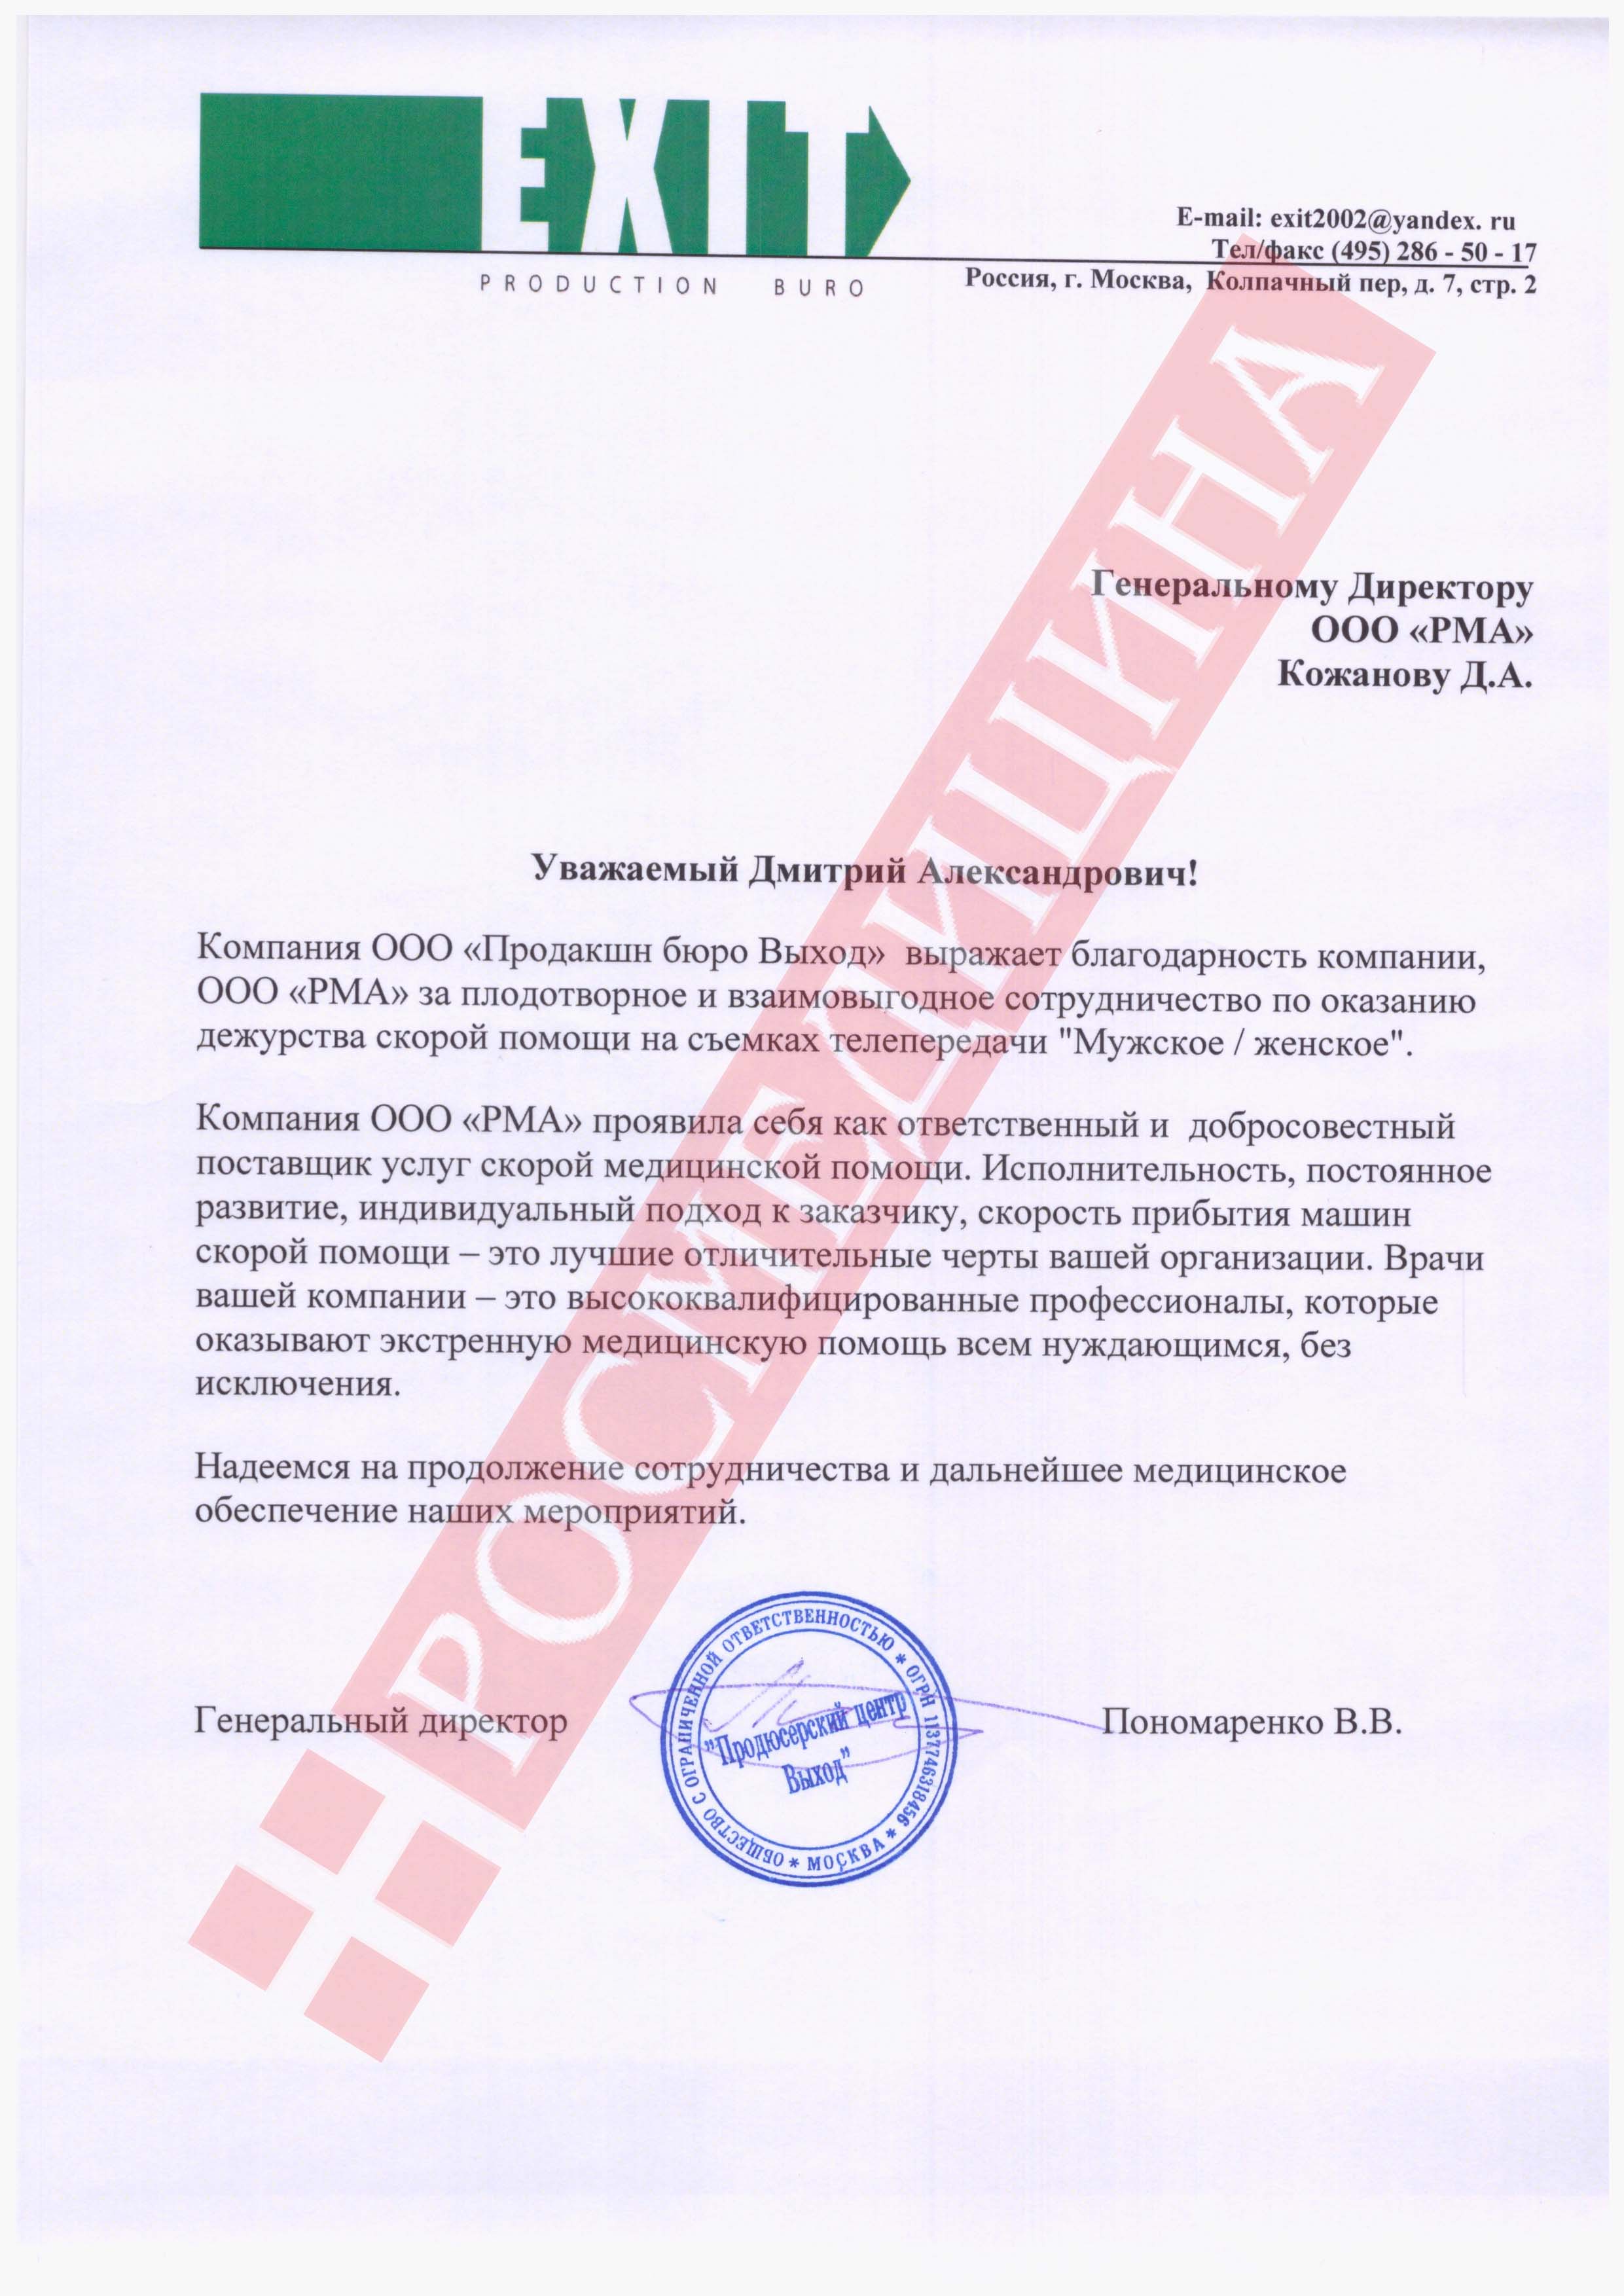 EXIT
PRODUCTION BURO
E-mail: exit2002@yandex. ru
Тел/факс (495) 286 - 50 - 17
Россия, г. Москва, Колпачный пер, д. 7, стр. 2
Генеральному Директору
ООО «РМА»
Кожанову Д.А.
Уважаемый Дмитрий Александрович!
Компания ООО «Продакшн бюро Выход» выражает благодарность компании,
ООО «РМА» за плодотворное и взаимовыгодное сотрудничество по оказанию
дежурства скорой помощи на съемках телепередачи "Мужское / женское".
Компания ООО «РМА» проявила себя как ответственный и добросовестный
поставщик услуг скорой медицинской помощи. Исполнительность, постоянное
развитие, индивидуальный подход к заказчику, скорость прибытия машин
скорой помощи – это лучшие отличительные черты вашей организации. Врачи
вашей компании – это высококвалифицированные профессионалы, которые
оказывают экстренную медицинскую помощь всем нуждающимся, без
исключения.
Надеемся на продолжение сотрудничества и дальнейшее медицинское
обеспечение наших мероприятий.
Генеральный директор
Пономаренко В.В.
ОБЩЕСТВО С ОГРАНИЧЕННОЙ ОТВЕТСТВЕННОСТЬЮ * ОГРН 1137746318456 * МОСКВА *
"Продюсерский центр
Выход"
РОСМЕДИЦИНА